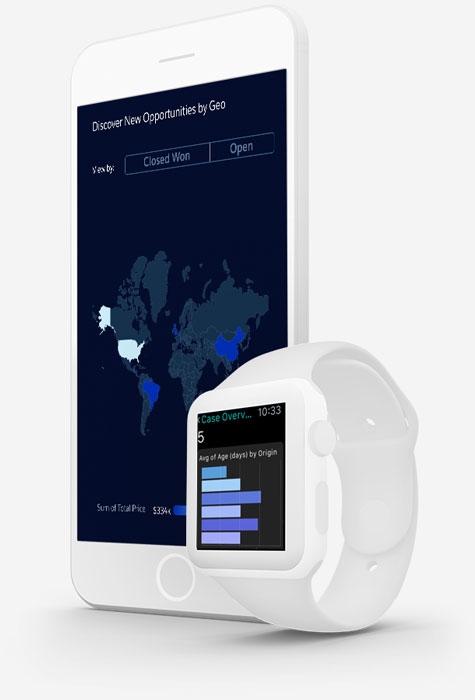 Discover New Opportunities by Geo
View by:
Closed Won
Open
Sum of Total Price
$334k
<Case Overv... 10:33
5
Avg of Age (days) by Origin